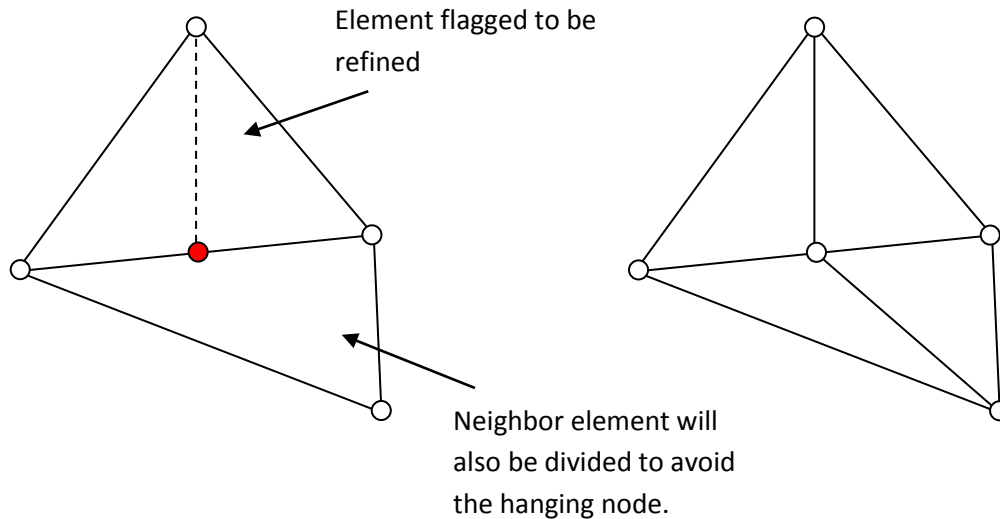 Element flagged to be
refined
Neighbor element will
also be divided to avoid
the hanging node.